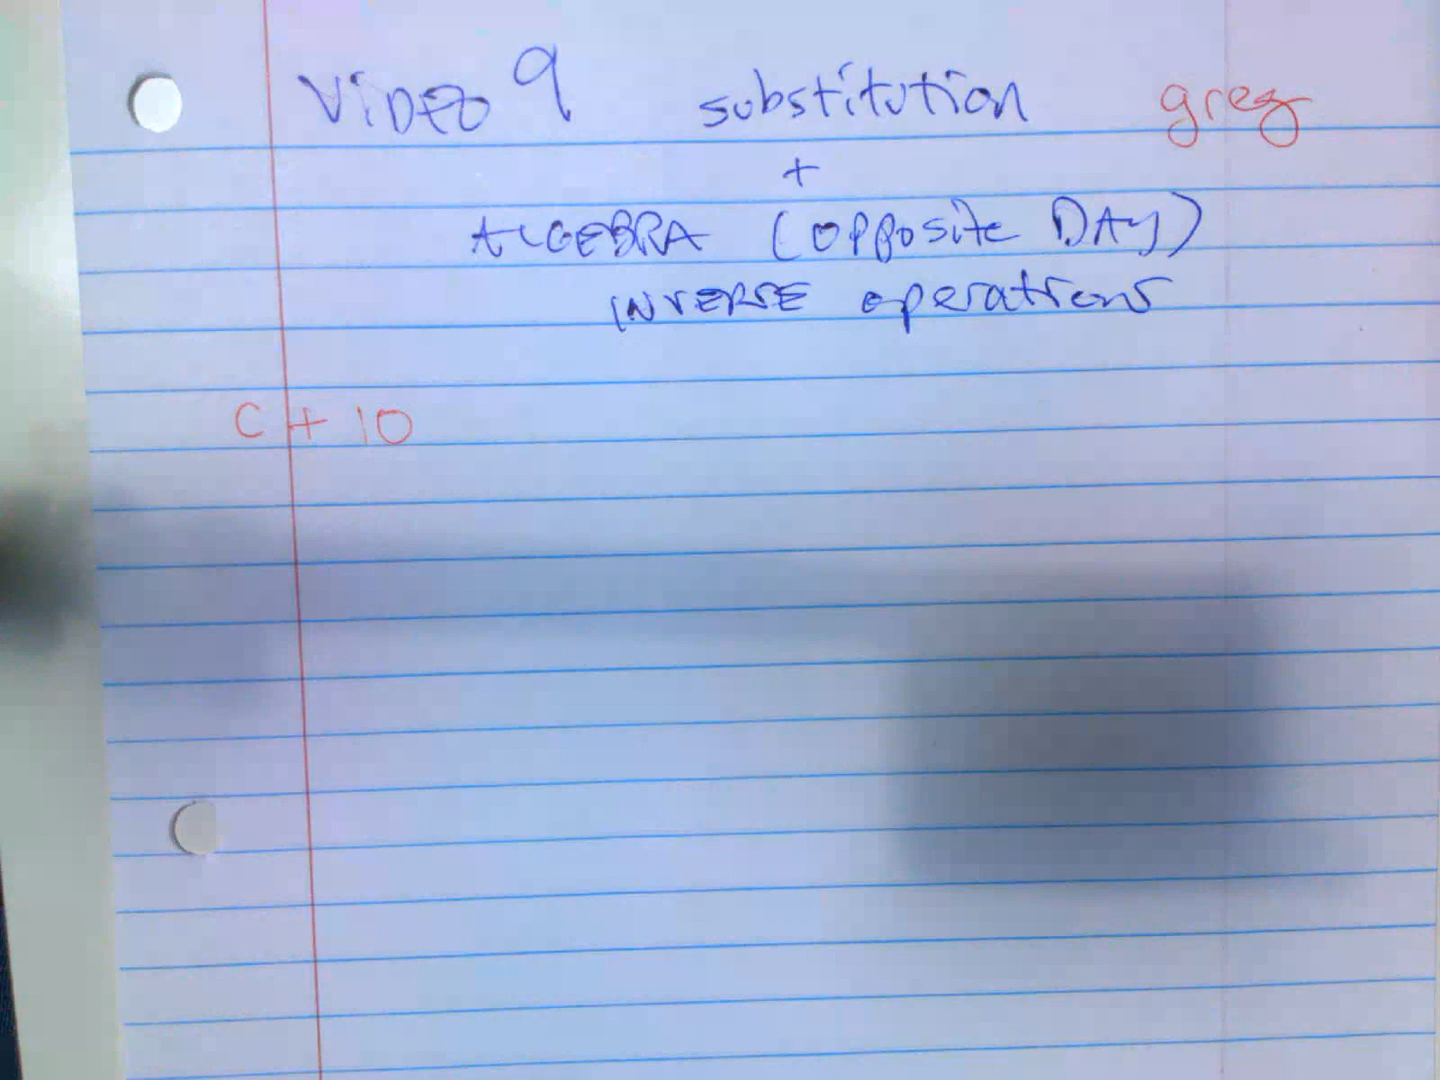 ViDEO 9 substitution greg
+
ALGEBRA (OPPosite DAy)
INVERSE operations
C + 10